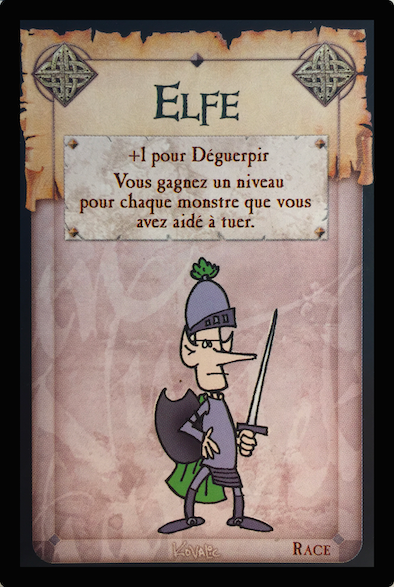 ELFE
+1 pour Déguerpir
Vous gagnez un niveau
pour chaque monstre que vous
avez aidé à tuer.
KOVALIC
RACE